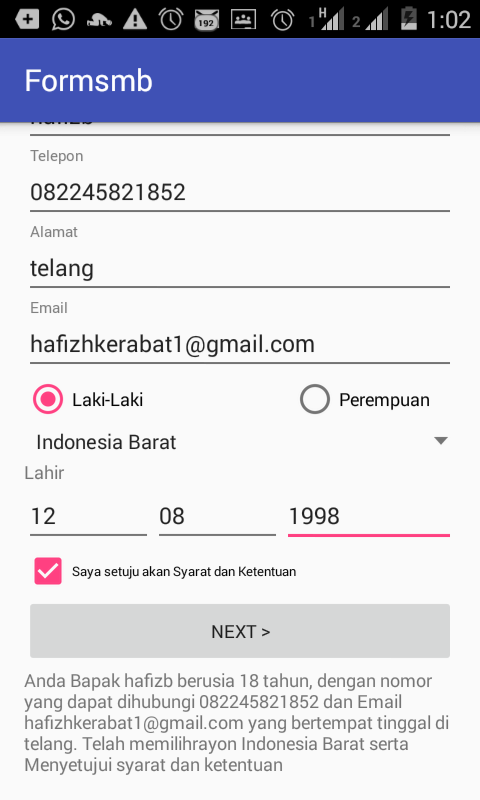 192
1 H
2
1:02
Formsmb
hafizb
Telepon
082245821852
Alamat
telang
Email
hafizhkerabat1@gmail.com
Laki-Laki Perempuan
Indonesia Barat
Lahir
12 08 1998
Saya setuju akan Syarat dan Ketentuan
NEXT >
Anda Bapak hafizb berusia 18 tahun, dengan nomor
yang dapat dihubungi 082245821852 dan Email
hafizhkerabat1@gmail.com yang bertempat tinggal di
telang. Telah memilihrayon Indonesia Barat serta
Menyetujui syarat dan ketentuan